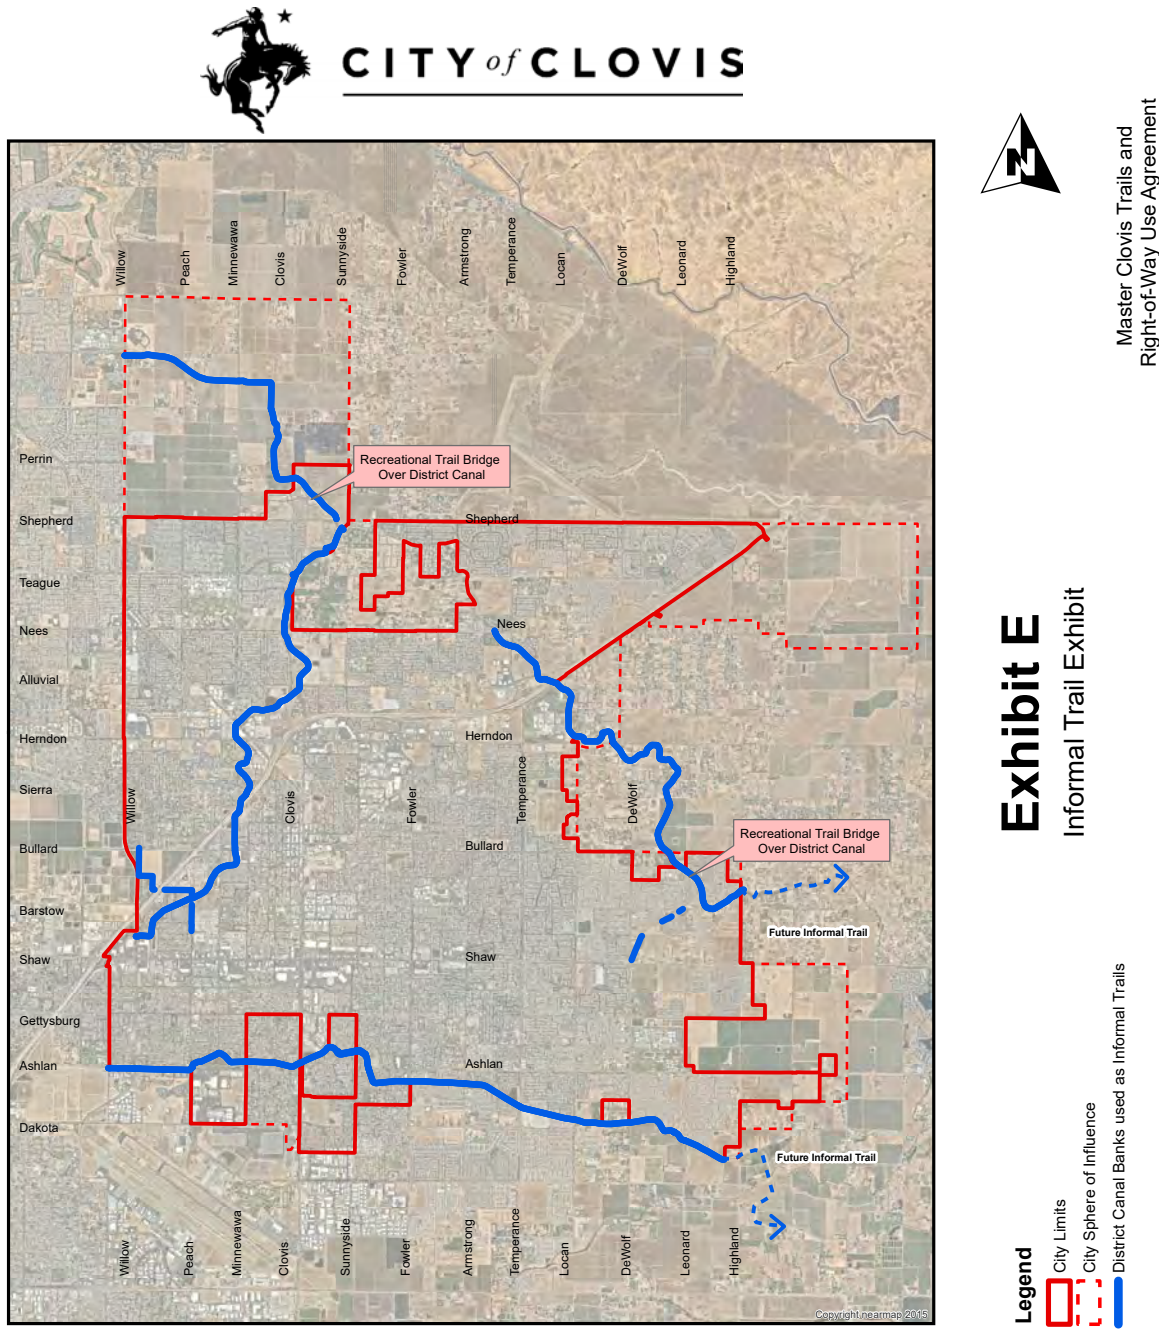 CITY of CLOVIS
N
Master Clovis Trails and
Right-of-Way Use Agreement
Exhibit E
Informal Trail Exhibit
Willow
Peach
Minnewawa
Clovis
Sunnyside
Fowler
Armstrong
Temperance
Locan
DeWolf
Leonard
Highland
Perrin
Recreational Trail Bridge
Over District Canal
Shepherd
Shepherd
Teague
Nees
Nees
Alluvial
Herndon
Herndon
Sierra
Willow
Clovis
Fowler
Temperance
DeWolf
Bullard
Bullard
Recreational Trail Bridge
Over District Canal
Barstow
Future Informal Trail
Shaw
Shaw
Gettysburg
Ashlan
Ashlan
Dakota
Future Informal Trail
Willow
Peach
Minnewawa
Clovis
Sunnyside
Fowler
Armstrong
Temperance
Locan
DeWolf
Leonard
Highland
Copyright nearmap 2015
Legend
City Limits
City Sphere of Influence
District Canal Banks used as Informal Trails